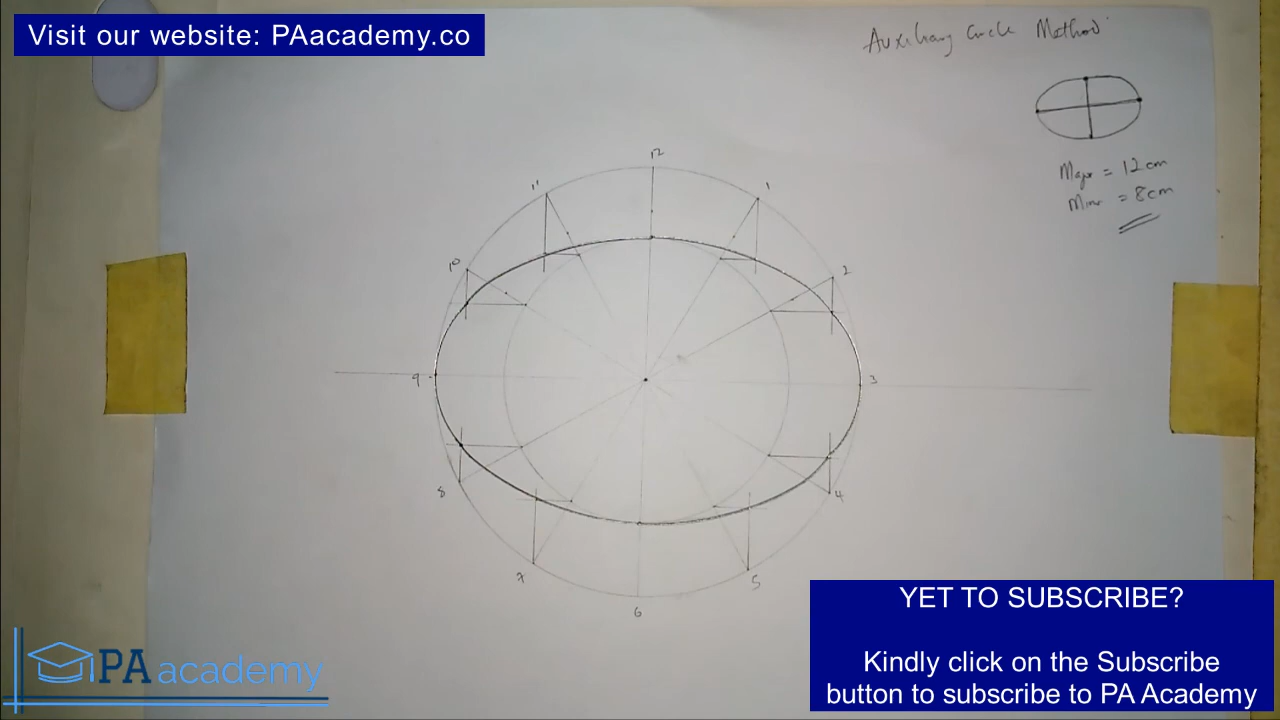 Visit our website: PAacademy.co
Auxiliary Circle Method
Major = 12cm
Minor = 8cm
12
11
1
10
2
9
3
8
4
7
5
6
PA academy
YET TO SUBSCRIBE?
Kindly click on the Subscribe
button to subscribe to PA Academy